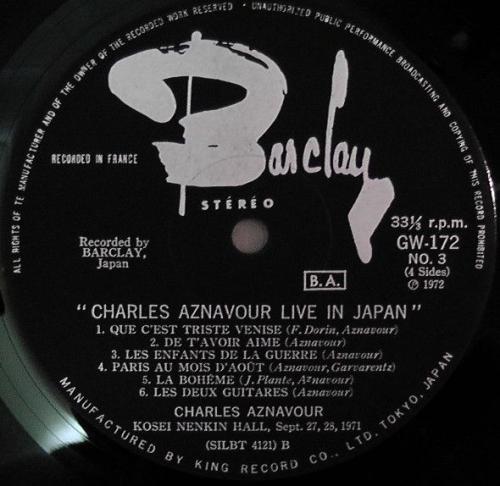 ALL RIGHTS OF TE MANUFACTURER AND OF THE OWNER OF THE RECORDED WORK RESERVED · UNAUTHORIZED PUBLIC PERFORMANCE BROADCASTING AND COPYING OF THIS RECORD PROHIBITED
Barclay
RECORDED IN FRANCE
STÉRÉO
33⅓ r.p.m.
GW-172
NO. 3
(4 Sides)
Ⓟ 1972
Recorded by
BARCLAY,
Japan
B.A.
"CHARLES AZNAVOUR LIVE IN JAPAN"
1. QUE C'EST TRISTE VENISE (F. Dorin, Aznavour)
2. DE T'AVOIR AIME (Aznavour)
3. LES ENFANTS DE LA GUERRE (Aznavour)
4. PARIS AU MOIS D'AOÛT (Aznavour, Garvarentz)
5. LA BOHÊME (J. Plante, Aznavour)
6. LES DEUX GUITARES (Aznavour)
CHARLES AZNAVOUR
KOSEI NENKIN HALL, Sept. 27, 28, 1971
(SILBT 4121) B
MANUFACTURED BY KING RECORD CO., LTD. TOKYO, JAPAN